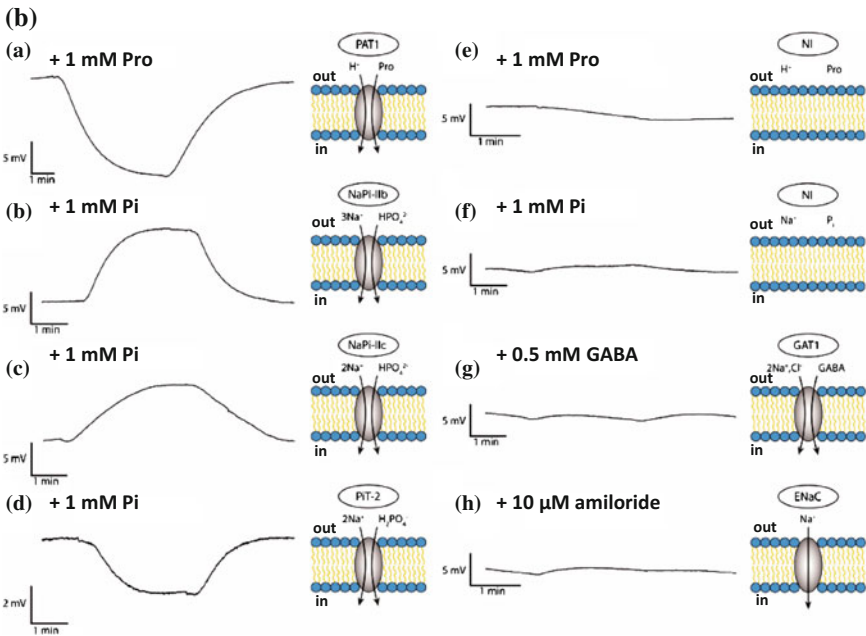 (b)
(a) + 1 mM Pro
PAT1
H⁺ Pro
out
in
5 mV
1 min
(b) + 1 mM Pi
NaPi-IIb
3Na⁺ HPO₄²⁻
out
in
5 mV
1 min
(c) + 1 mM Pi
NaPi-IIc
2Na⁺ HPO₄²⁻
out
in
5 mV
1 min
(d) + 1 mM Pi
PiT-2
2Na⁺ H₂PO₄⁻
out
in
2 mV
1 min
(e) + 1 mM Pro
NI
H⁺ Pro
out
in
5 mV
1 min
(f) + 1 mM Pi
NI
Na⁺ Pᵢ
out
in
5 mV
1 min
(g) + 0.5 mM GABA
GAT1
2Na⁺,Cl⁻ GABA
out
in
5 mV
1 min
(h) + 10 µM amiloride
ENaC
Na⁺
out
in
5 mV
1 min